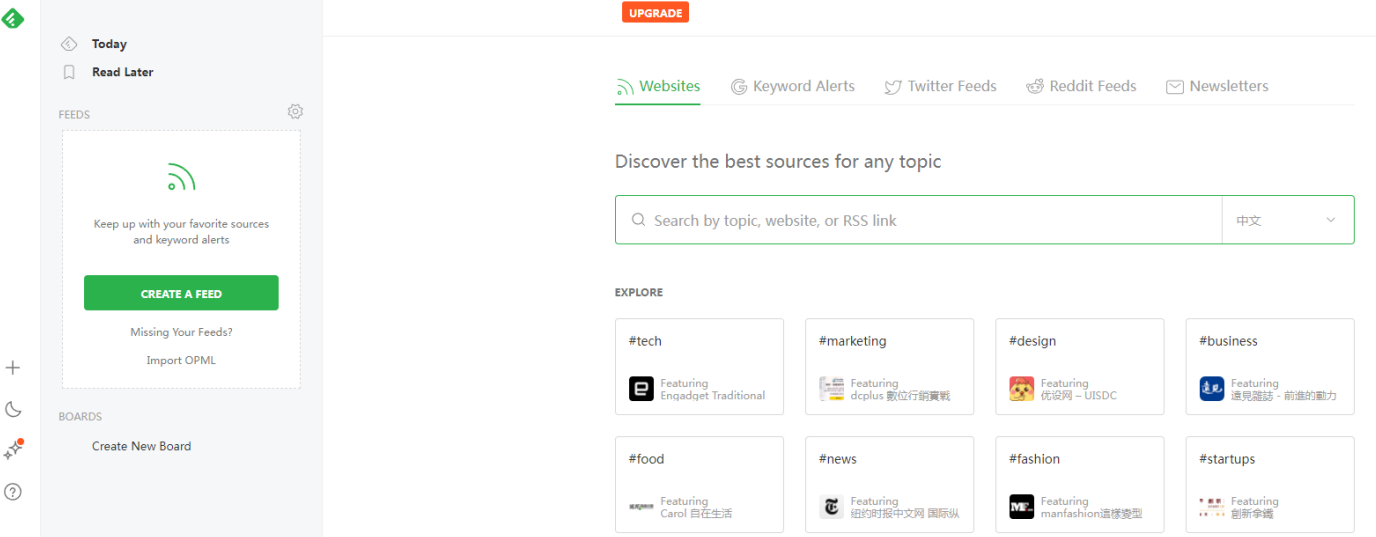 UPGRADE
Today
Read Later
FEEDS
Keep up with your favorite sources
and keyword alerts
CREATE A FEED
Missing Your Feeds?
Import OPML
BOARDS
Create New Board
Websites
Keyword Alerts
Twitter Feeds
Reddit Feeds
Newsletters
Discover the best sources for any topic
Search by topic, website, or RSS link
中文
EXPLORE
#tech
Featuring
Engadget Traditional
#marketing
Featuring
dcplus 數位行銷實戰
#design
Featuring
优设网 – UISDC
#business
Featuring
遠見雜誌 - 前進的動力
#food
Featuring
Carol 自在生活
#news
Featuring
纽约时报中文网 国际纵
#fashion
Featuring
manfashion這樣變型
#startups
Featuring
創新拿鐵